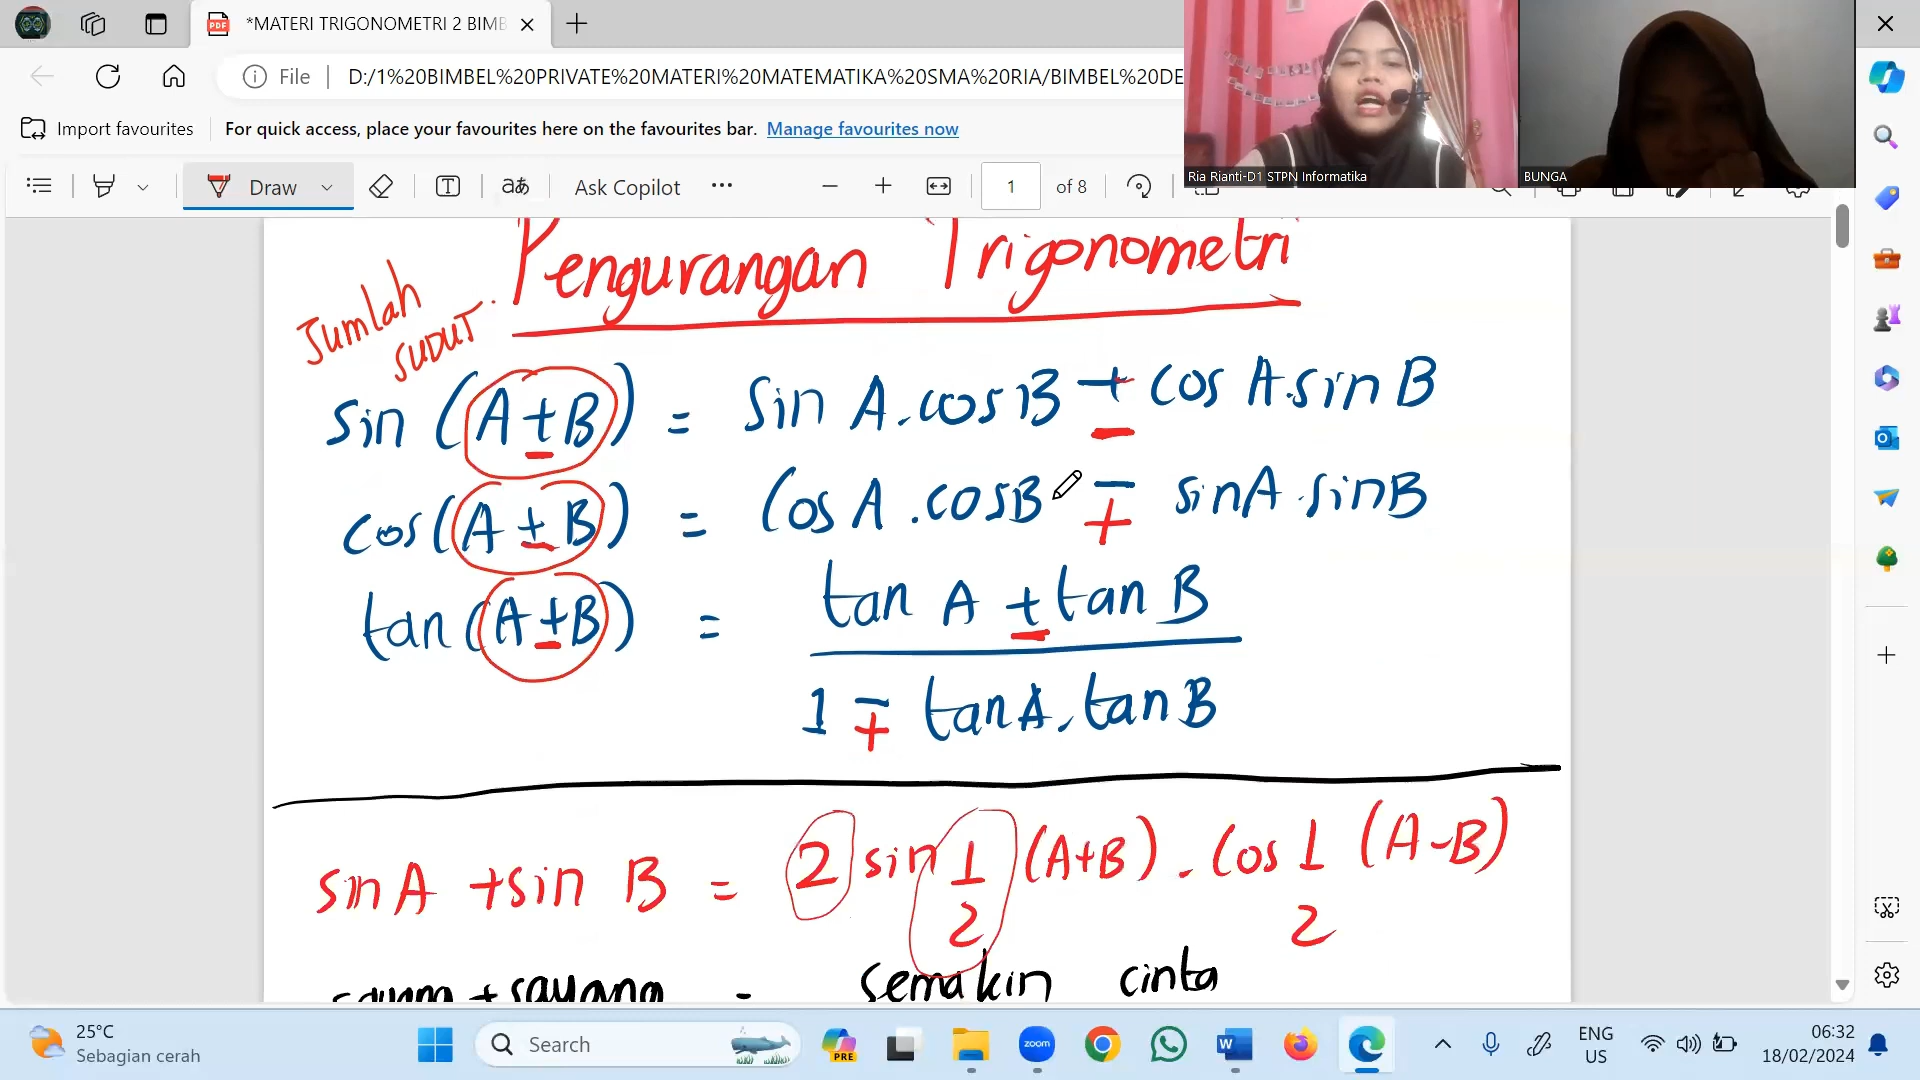 *MATERI TRIGONOMETRI 2 BIMB
File
D:/1%20BIMBEL%20PRIVATE%20MATERI%20MATEMATIKA%20SMA%20RIA/BIMBEL%20DE
Import favourites
For quick access, place your favourites here on the favourites bar. Manage favourites now
Draw
Ask Copilot
1 of 8
Ria Rianti-D1 STPN Informatika
BUNGA
Pengurangan Trigonometri
Jumlah
SUDUT
sin (A±B) = sin A.cos B ± cos A.sin B
cos (A±B) = cos A.cos B ∓ sin A.sin B
tan (A±B) = tan A ± tan B
1 ∓ tan A.tan B
sin A + sin B = 2 sin 1/2 (A+B) . cos 1/2 (A-B)
sayang + sayang = semakin cinta
25°C
Sebagian cerah
Search
PRE
zoom
ENG
US
06:32
18/02/2024